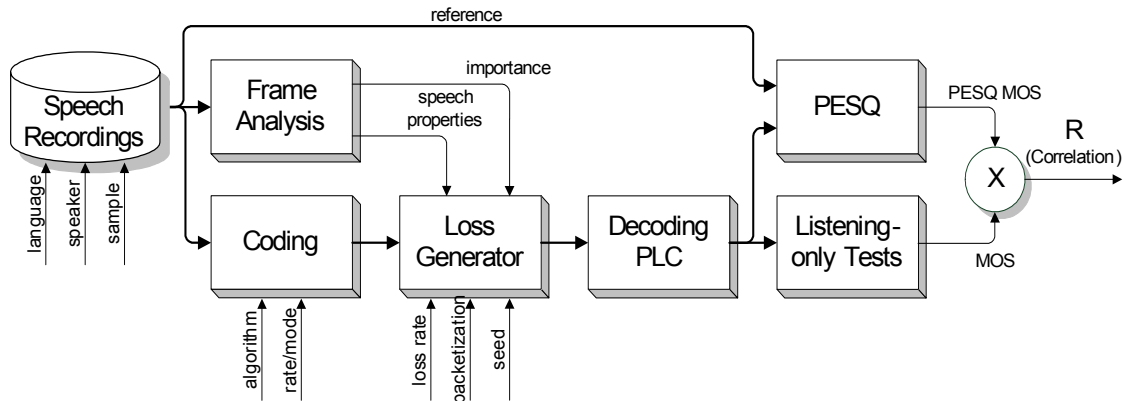 reference
Speech
Recordings
language
speaker
sample
Frame
Analysis
importance
speech
properties
Coding
algorithm
rate/mode
Loss
Generator
loss rate
packetization
seed
Decoding
PLC
PESQ
Listening-
only Tests
PESQ MOS
X
MOS
R
(Correlation)